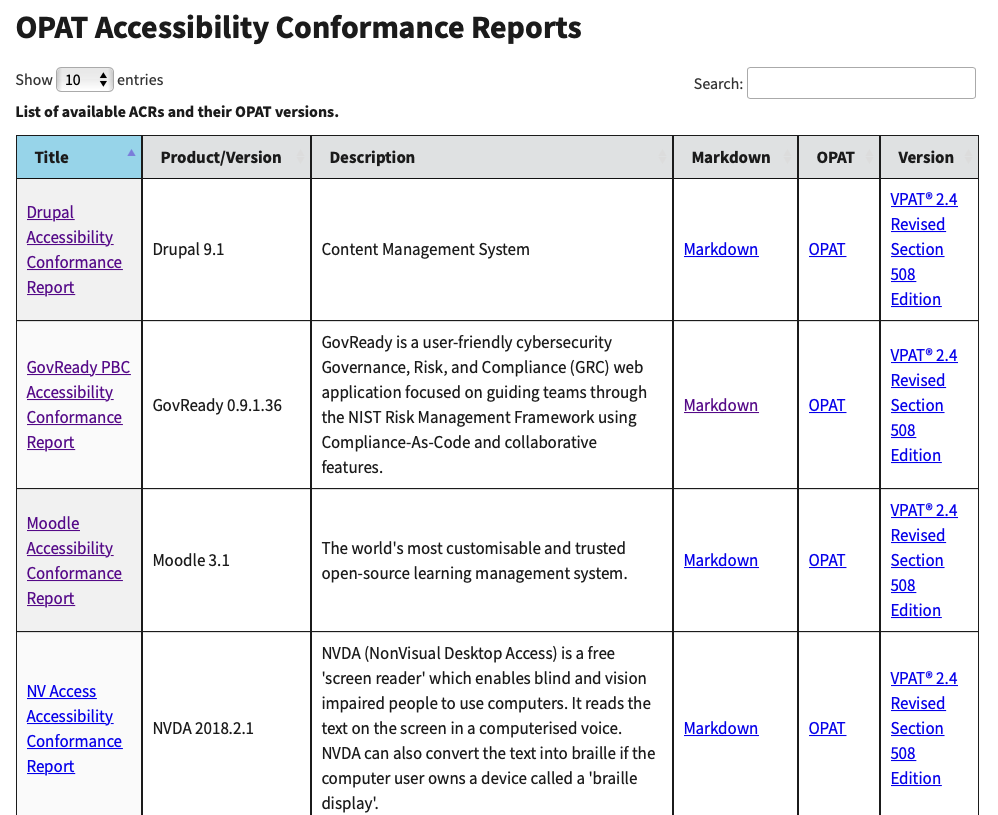 OPAT Accessibility Conformance Reports
Show 10 entries
Search:
List of available ACRs and their OPAT versions.
Title Product/Version Description Markdown OPAT Version
Drupal
Accessibility
Conformance
Report
Drupal 9.1
Content Management System
Markdown
OPAT
VPAT® 2.4
Revised
Section
508
Edition
GovReady PBC
Accessibility
Conformance
Report
GovReady 0.9.1.36
GovReady is a user-friendly cybersecurity
Governance, Risk, and Compliance (GRC) web
application focused on guiding teams through
the NIST Risk Management Framework using
Compliance-As-Code and collaborative
features.
Markdown
OPAT
VPAT® 2.4
Revised
Section
508
Edition
Moodle
Accessibility
Conformance
Report
Moodle 3.1
The world's most customisable and trusted
open-source learning management system.
Markdown
OPAT
VPAT® 2.4
Revised
Section
508
Edition
NV Access
Accessibility
Conformance
Report
NVDA 2018.2.1
NVDA (NonVisual Desktop Access) is a free
'screen reader' which enables blind and vision
impaired people to use computers. It reads the
text on the screen in a computerised voice.
NVDA can also convert the text into braille if the
computer user owns a device called a 'braille
display'.
Markdown
OPAT
VPAT® 2.4
Revised
Section
508
Edition